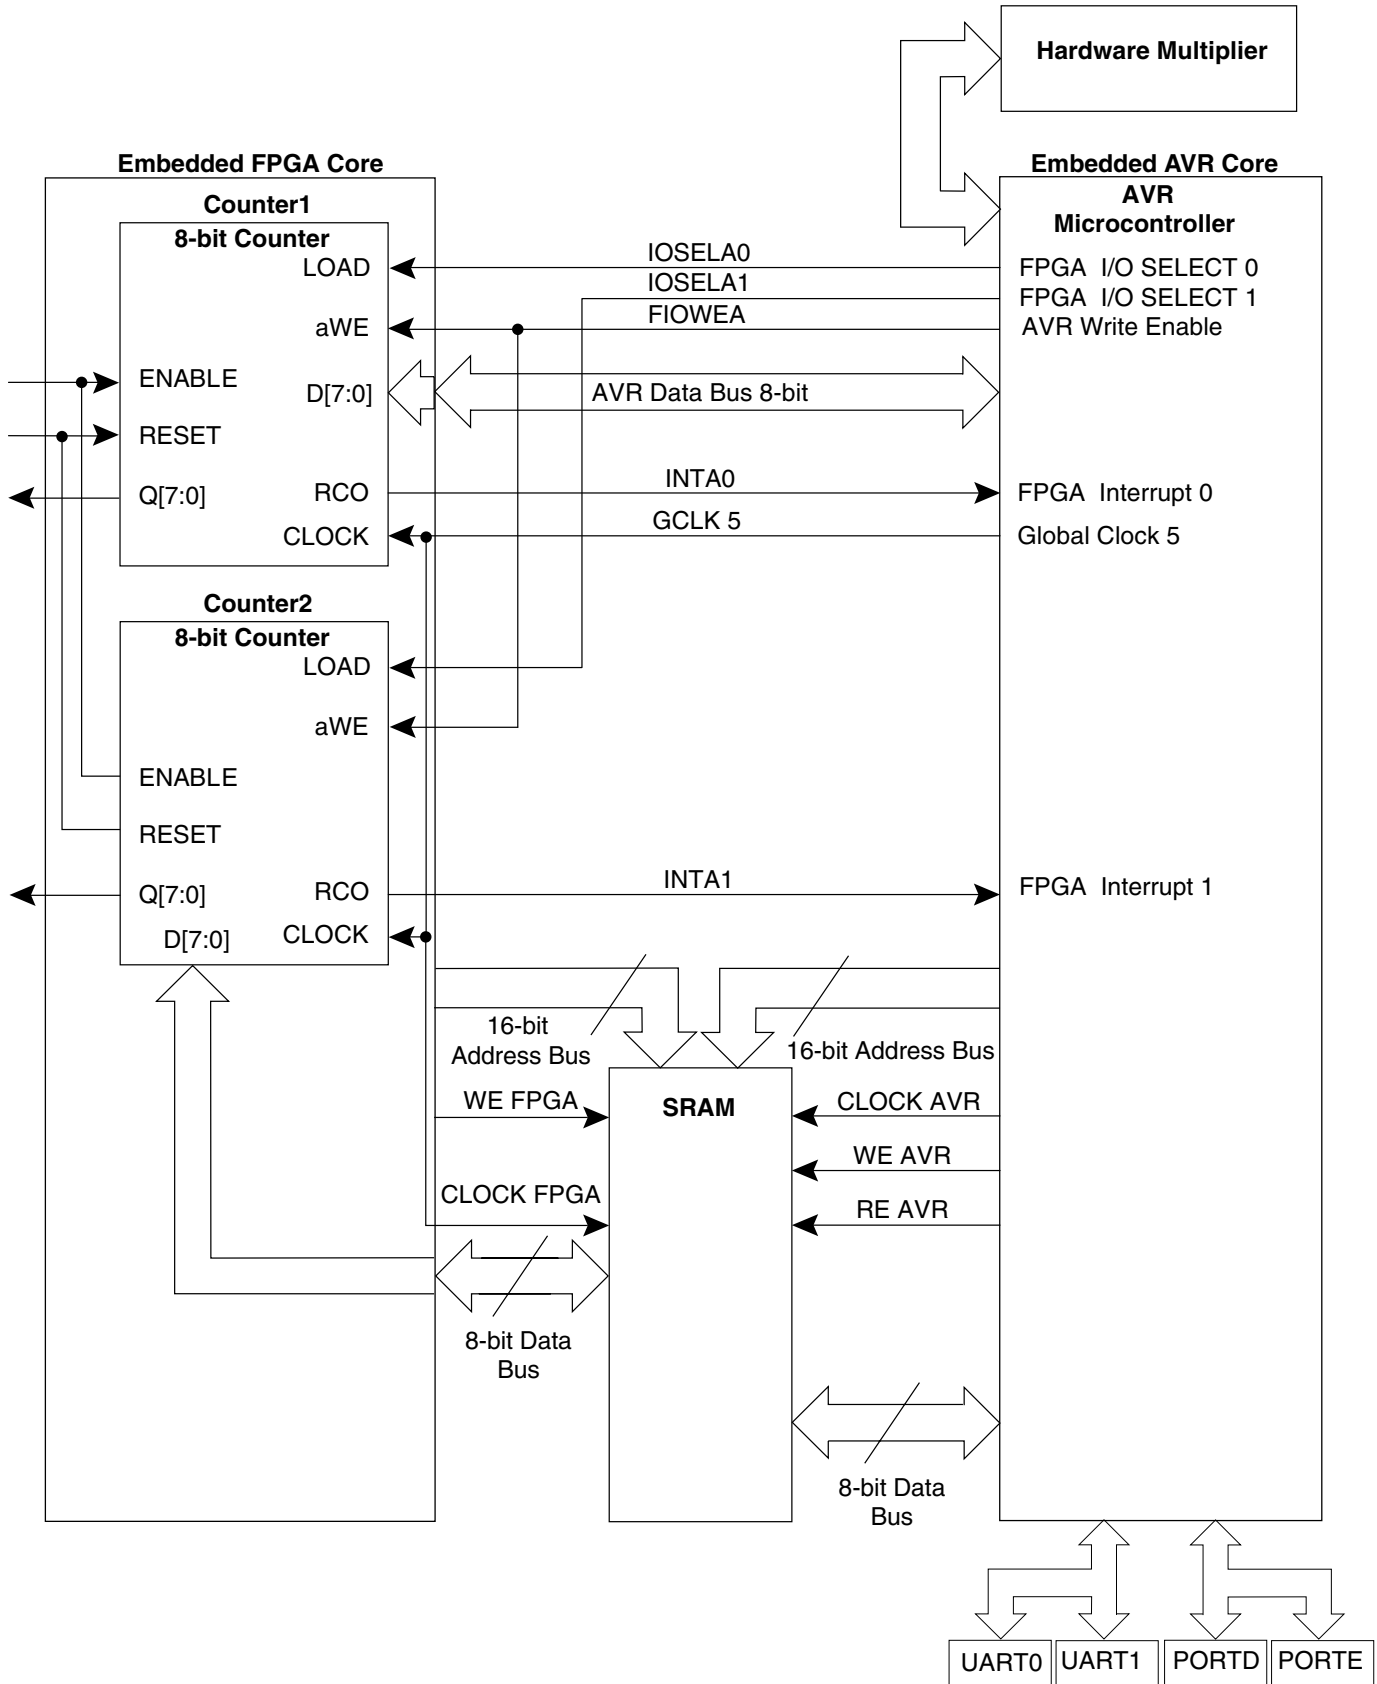 Hardware Multiplier
Embedded FPGA Core
Embedded AVR Core
Counter1
8-bit Counter
LOAD
aWE
ENABLE
D[7:0]
RESET
Q[7:0]
RCO
CLOCK
IOSELA0
IOSELA1
FIOWEA
AVR Data Bus 8-bit
INTA0
GCLK 5
AVR
Microcontroller
FPGA I/O SELECT 0
FPGA I/O SELECT 1
AVR Write Enable
FPGA Interrupt 0
Global Clock 5
Counter2
8-bit Counter
LOAD
aWE
ENABLE
RESET
Q[7:0]
RCO
D[7:0]
CLOCK
INTA1
FPGA Interrupt 1
16-bit
Address Bus
16-bit Address Bus
WE FPGA
SRAM
CLOCK AVR
WE AVR
CLOCK FPGA
RE AVR
8-bit Data
Bus
8-bit Data
Bus
UART0
UART1
PORTD
PORTE